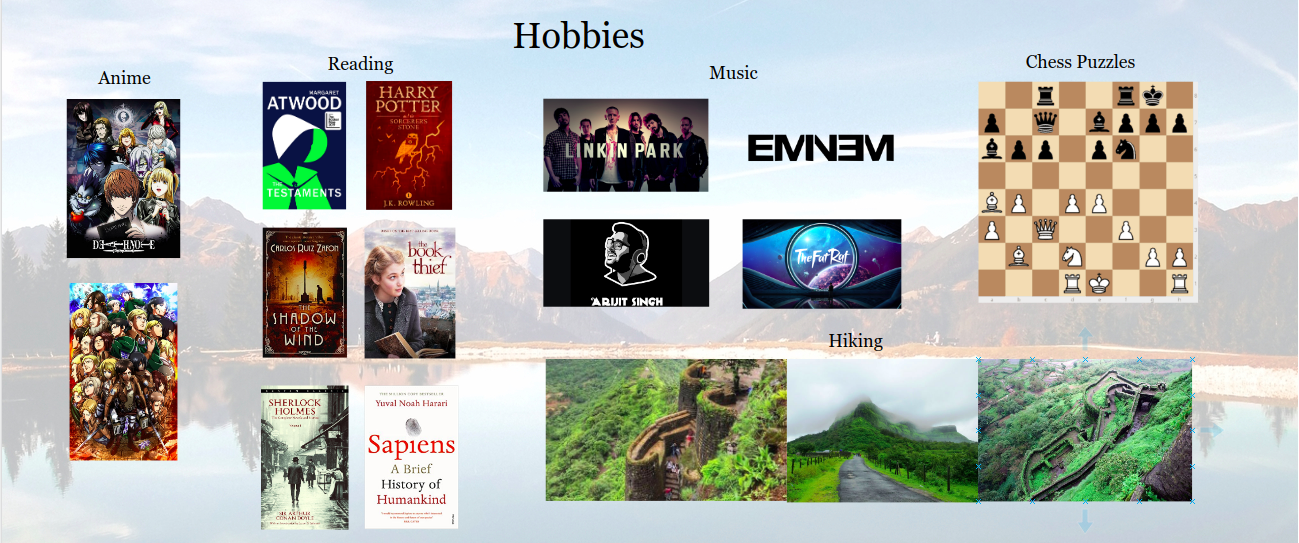 Hobbies
Anime
Reading
Music
Chess Puzzles
DEATH NOTE
MARGARET
ATWOOD
THE
TESTAMENTS
HARRY
POTTER
AND THE
SORCERER'S
STONE
J.K. ROWLING
CARLOS RUIZ ZAFÓN
THE
SHADOW
OF THE
WIND
the
book
thief
SHERLOCK
HOLMES
SIR ARTHUR
CONAN DOYLE
Yuval Noah Harari
Sapiens
A Brief
History of
Humankind
LINKIN PARK
EMINEM
ARIJIT SINGH
TheFatRat
Hiking